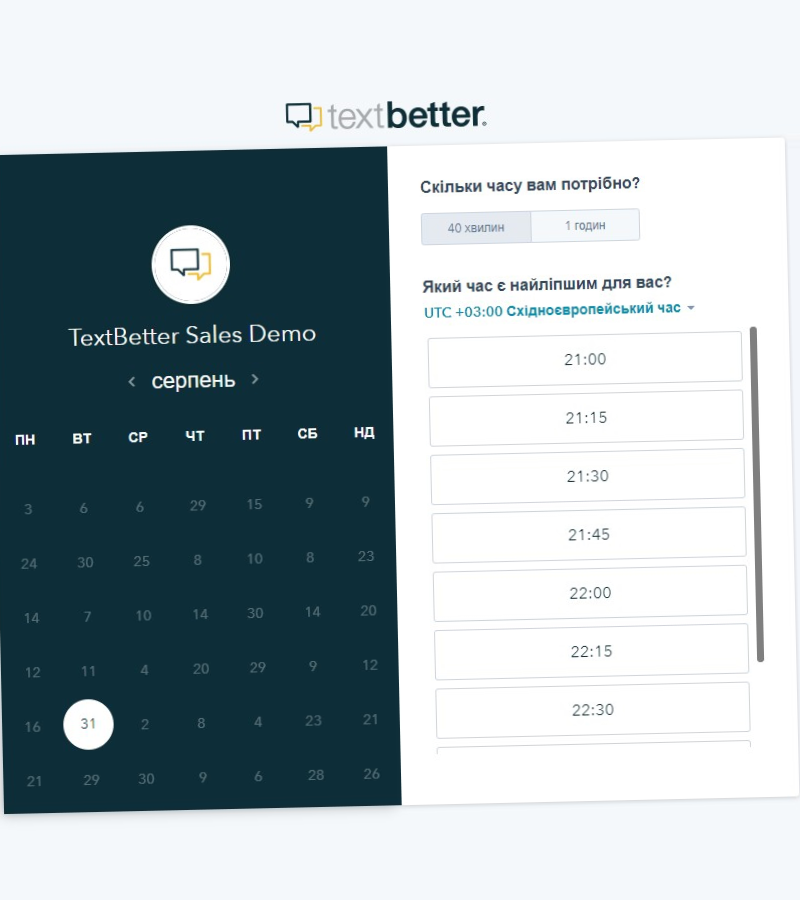 textbetter
TextBetter Sales Demo
серпень
ПН ВТ СР ЧТ ПТ СБ НД
3 6 6 29 15 9 9
24 30 25 8 10 8 23
14 7 10 14 30 14 20
12 11 4 20 29 9 12
16 31 2 8 4 23 21
21 29 30 9 6 28 26
Скільки часу вам потрібно?
40 хвилин 1 годин
Який час є найліпшим для вас?
UTC +03:00 Східноєвропейський час
21:00
21:15
21:30
21:45
22:00
22:15
22:30